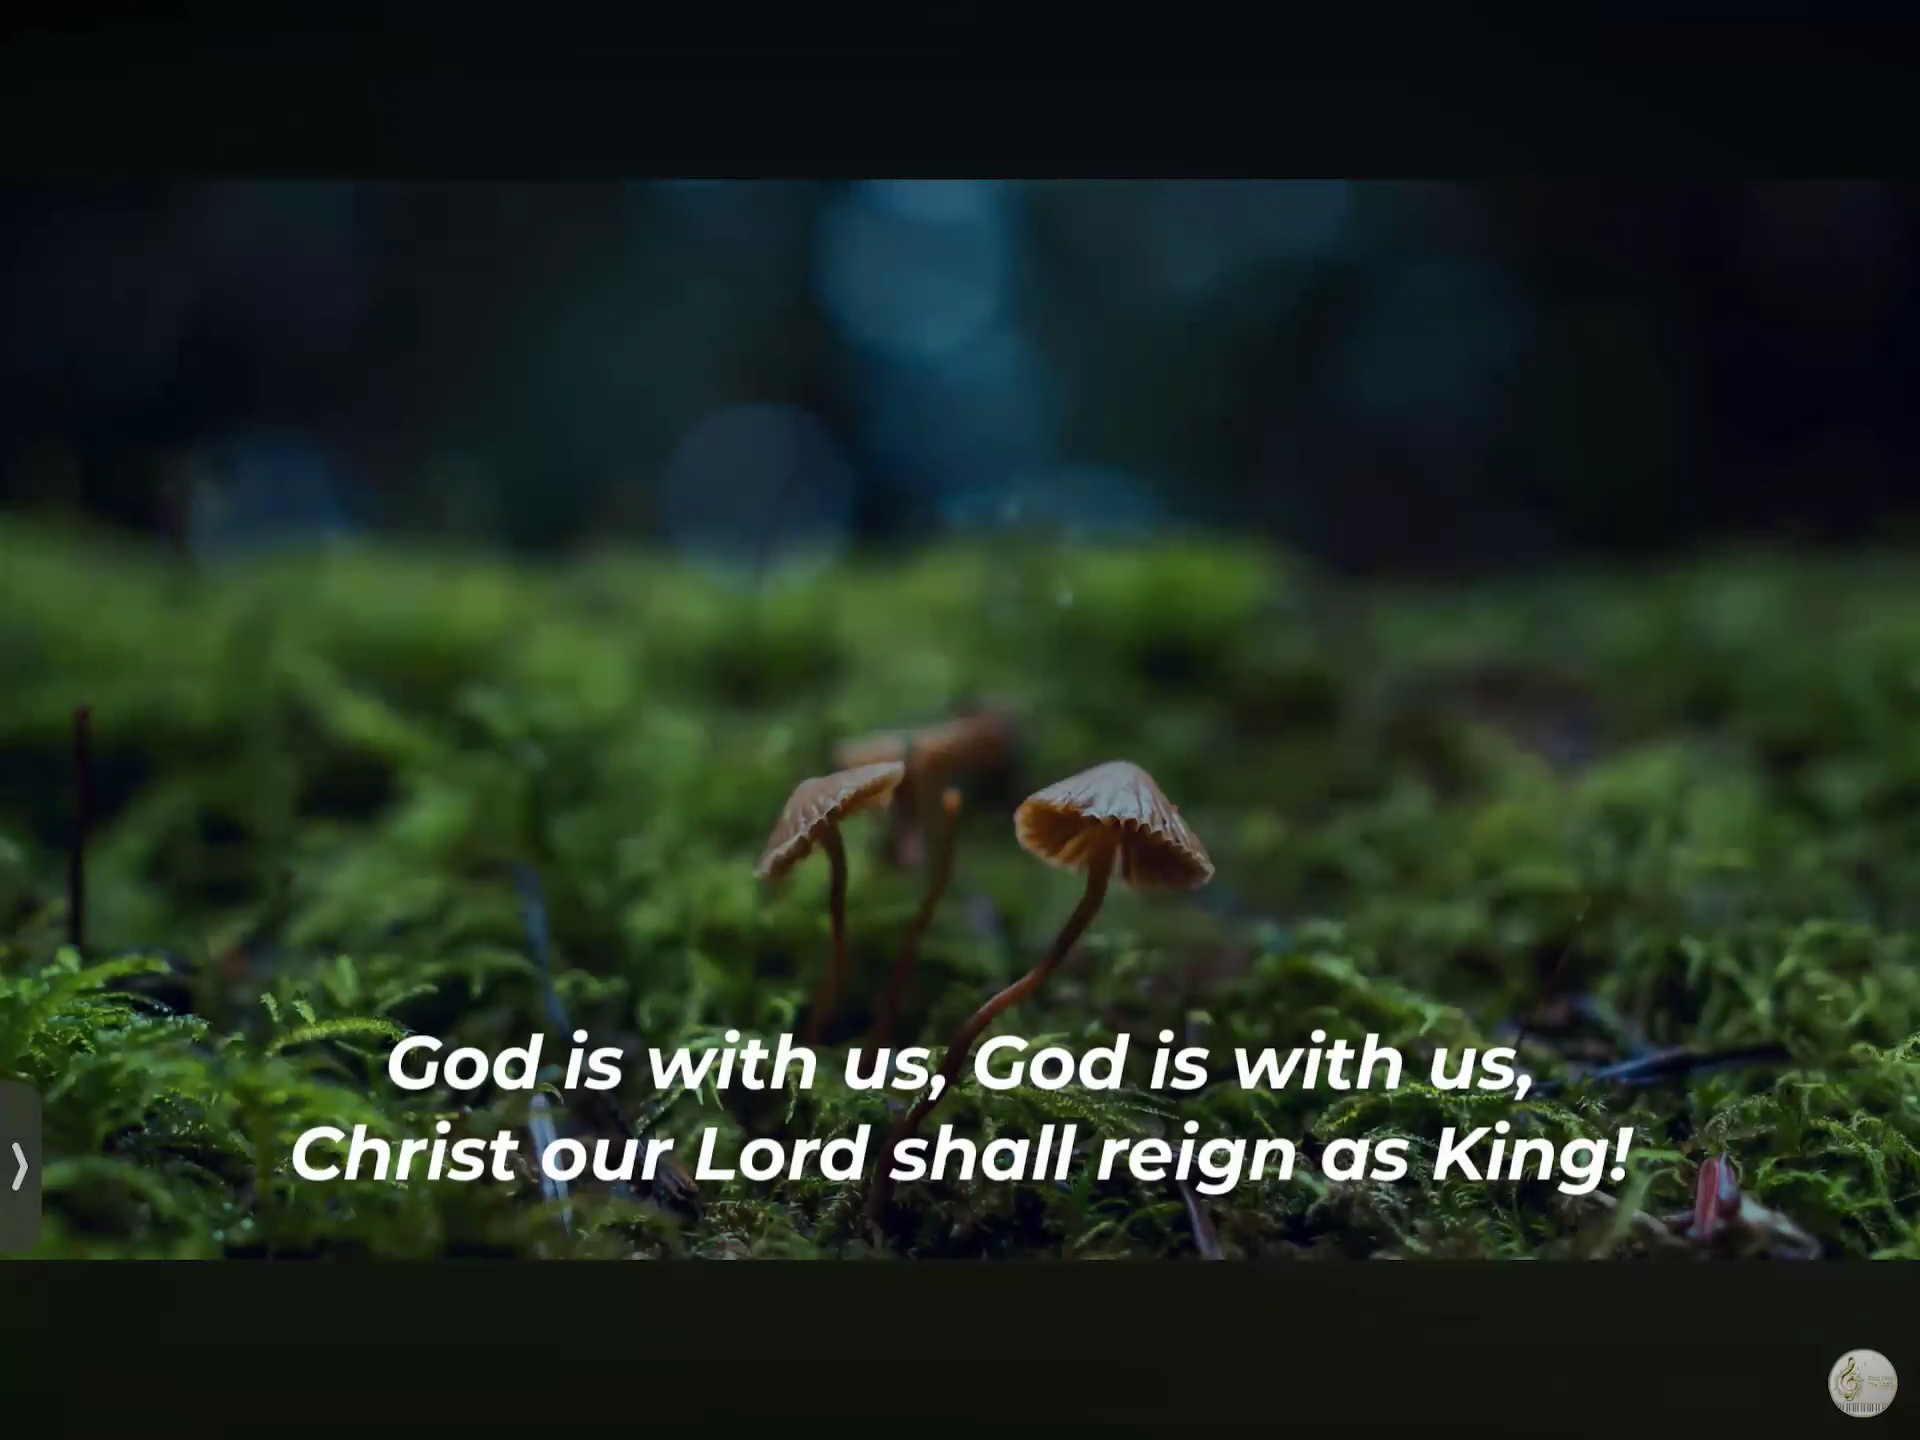 God is with us, God is with us,
Christ our Lord shall reign as King!